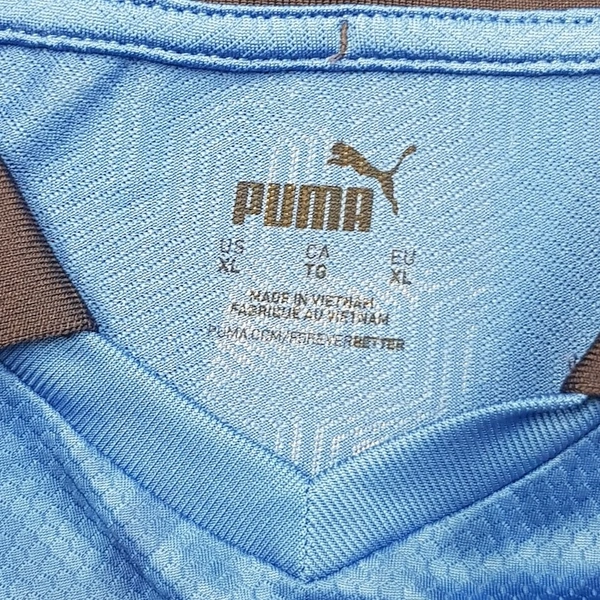 PUMA
US CA EU
XL TG XL
MADE IN VIETNAM
FABRIQUE AU VIETNAM
PUMA.COM/FOREVERBETTER